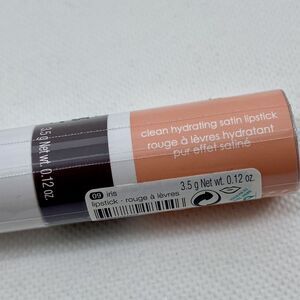 3.5 g Net wt. 0.12 oz.
clean hydrating satin lipstick
rouge à lèvres hydratant
pur effet satiné
99 iris
lipstick · rouge à lèvres
3.5 g Net wt. 0.12 oz.